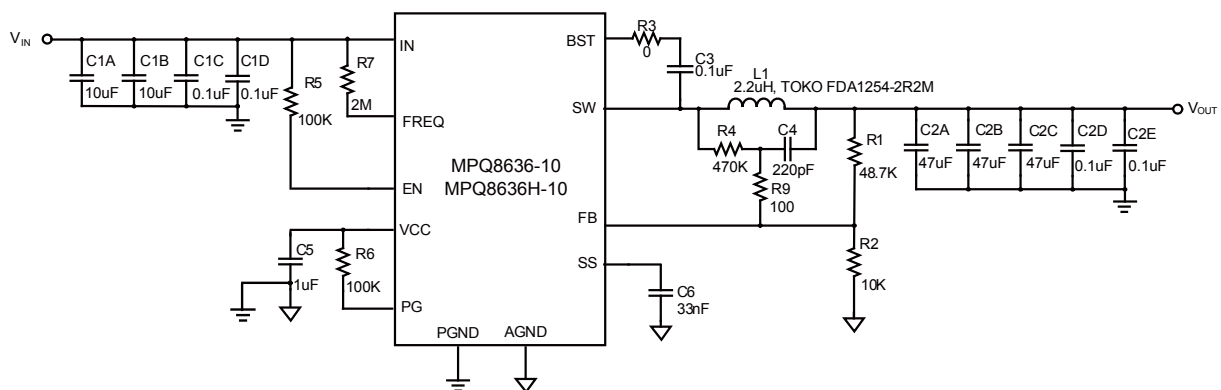 VIN
C1A
10uF
C1B
10uF
C1C
0.1uF
C1D
0.1uF
R5
100K
R7
2M
IN
FREQ
EN
VCC
PG
C5
1uF
R6
100K
MPQ8636-10
MPQ8636H-10
PGND
AGND
BST
SW
FB
SS
R3
0
C3
0.1uF
L1
2.2uH, TOKO FDA1254-2R2M
R4
470K
C4
220pF
R9
100
R1
48.7K
R2
10K
C6
33nF
C2A
47uF
C2B
47uF
C2C
47uF
C2D
0.1uF
C2E
0.1uF
VOUT